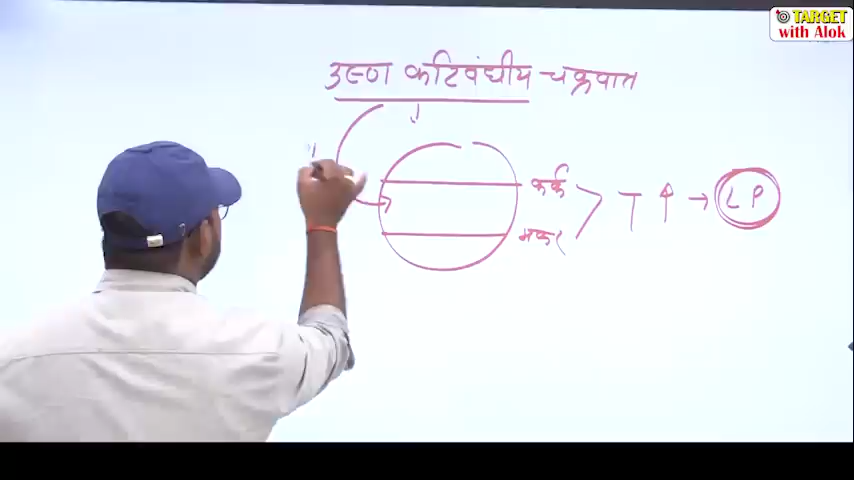 TARGET
with Alok
उष्ण कटिबंधीय चक्रवात
कर्क
मकर
T ↑ → LP